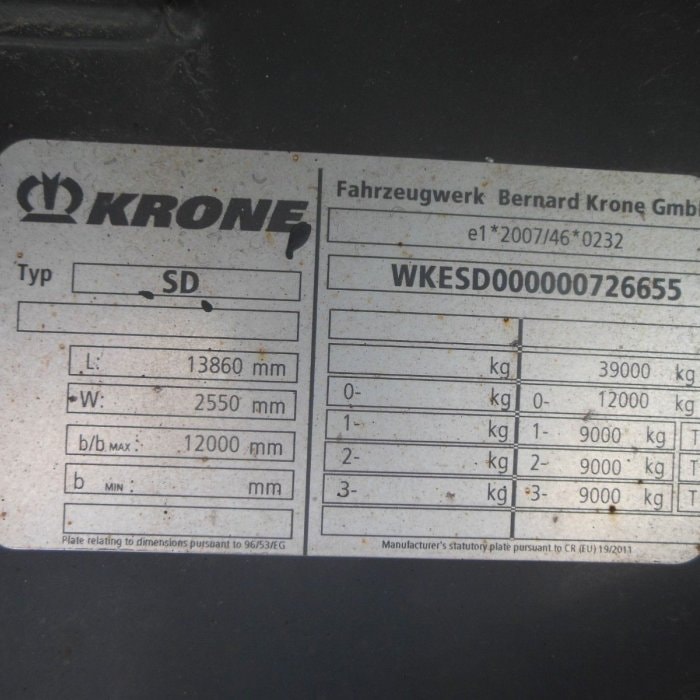 KRONE
Typ SD
L: 13860 mm
W: 2550 mm
b/b MAX : 12000 mm
b MIN : mm
Plate relating to dimensions pursuant to 96/53/EG
Fahrzeugwerk Bernard Krone Gmb
e1*2007/46*0232
WKESD000000726655
kg 39000 kg
0- kg 0- 12000 kg
1- kg 1- 9000 kg T
2- kg 2- 9000 kg T
3- kg 3- 9000 kg T
Manufacturer's statutory plate pursuant to CR (EU) 19/2011